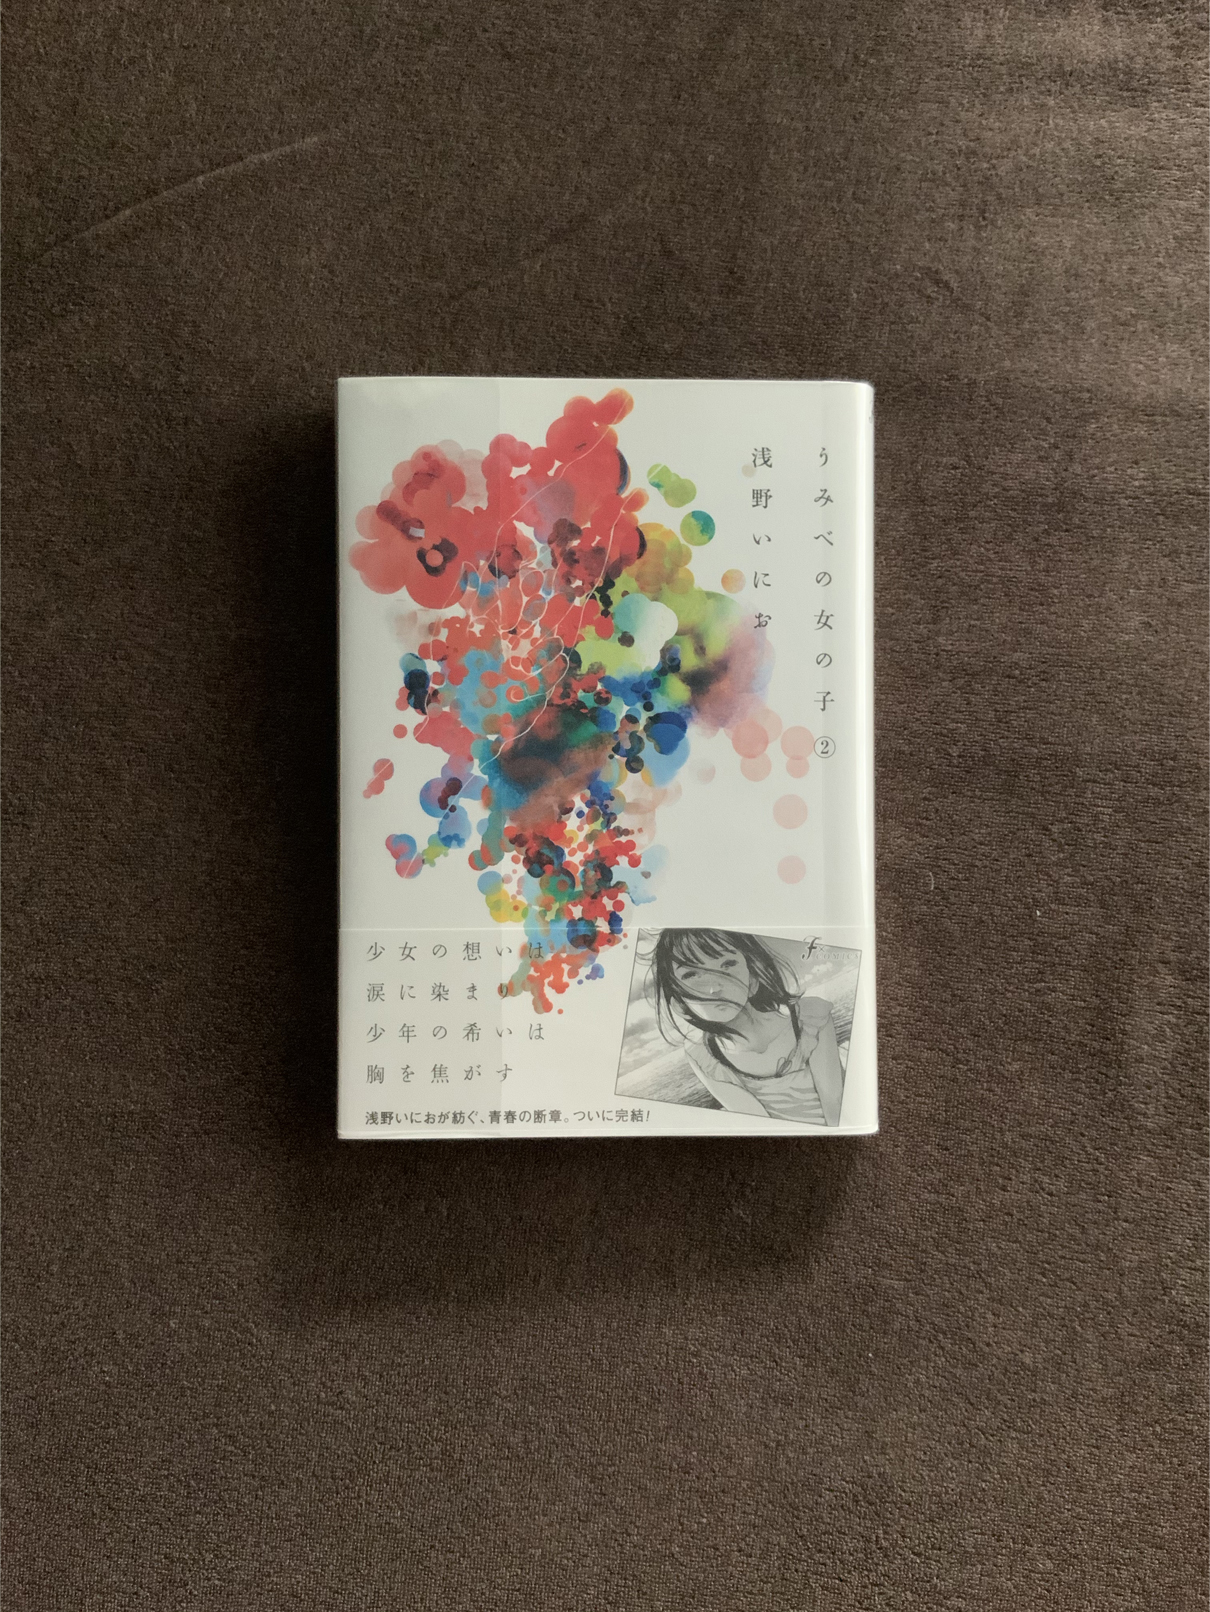 うみべの女の子②
浅野いにお
少女の想いは
涙に染まり
少年の希いは
胸を焦がす
浅野いにおが紡ぐ、青春の断章。ついに完結!